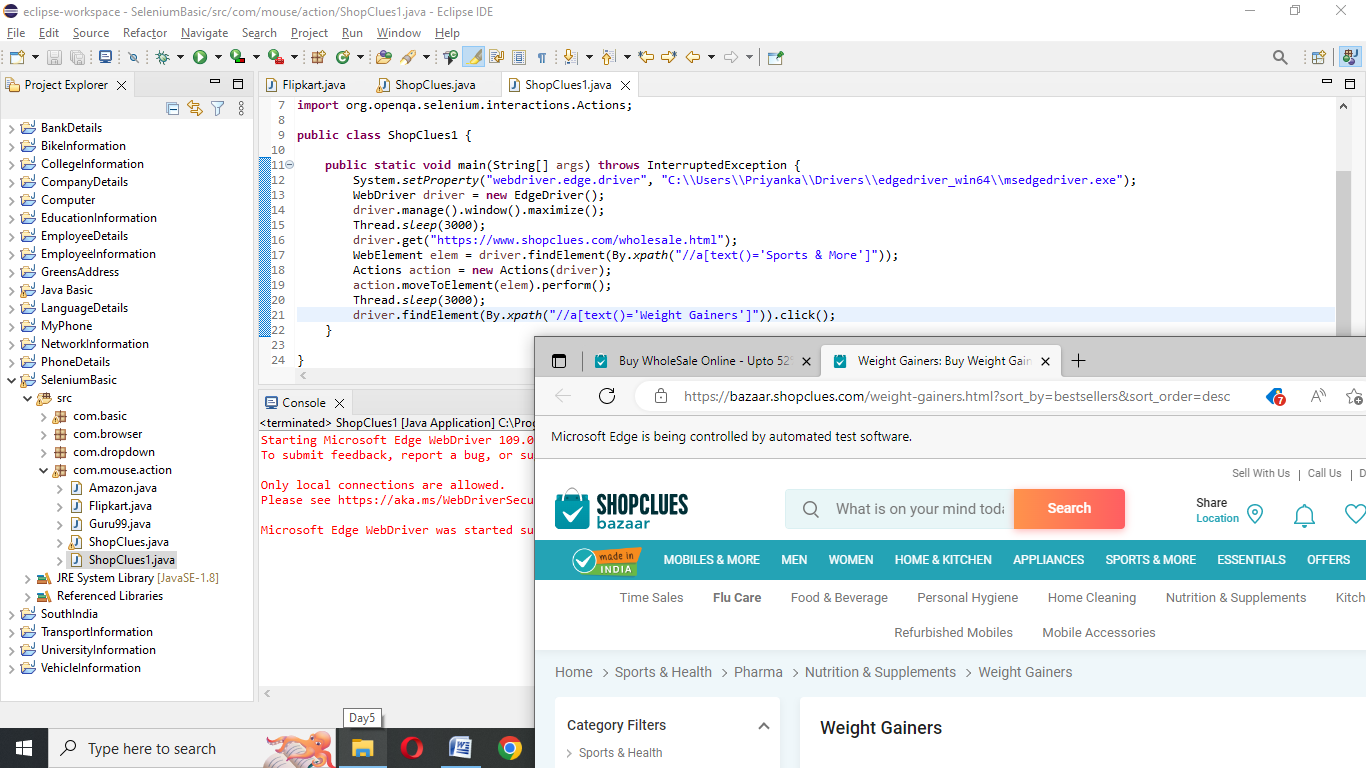 eclipse-workspace - SeleniumBasic/src/com/mouse/action/ShopClues1.java - Eclipse IDE
File Edit Source Refactor Navigate Search Project Run Window Help
Project Explorer
BankDetails
BikeInformation
CollegeInformation
CompanyDetails
Computer
EducationInformation
EmployeeDetails
EmployeeInformation
GreensAddress
Java Basic
LanguageDetails
MyPhone
NetworkInformation
PhoneDetails
SeleniumBasic
src
com.basic
com.browser
com.dropdown
com.mouse.action
Amazon.java
Flipkart.java
Guru99.java
ShopClues.java
ShopClues1.java
JRE System Library [JavaSE-1.8]
Referenced Libraries
SouthIndia
TransportInformation
UniversityInformation
VehicleInformation
Flipkart.java ShopClues.java ShopClues1.java
7 import org.openqa.selenium.interactions.Actions;
8
9 public class ShopClues1 {
10
11 public static void main(String[] args) throws InterruptedException {
12 System.setProperty("webdriver.edge.driver", "C:\\Users\\Priyanka\\Drivers\\edgedriver_win64\\msedgedriver.exe");
13 WebDriver driver = new EdgeDriver();
14 driver.manage().window().maximize();
15 Thread.sleep(3000);
16 driver.get("https://www.shopclues.com/wholesale.html");
17 WebElement elem = driver.findElement(By.xpath("//a[text()='Sports & More']"));
18 Actions action = new Actions(driver);
19 action.moveToElement(elem).perform();
20 Thread.sleep(3000);
21 driver.findElement(By.xpath("//a[text()='Weight Gainers']")).click();
22 }
23
24 }
Console
<terminated> ShopClues1 [Java Application] C:\Prog
Starting Microsoft Edge WebDriver 109.0
To submit feedback, report a bug, or su
Only local connections are allowed.
Please see https://aka.ms/WebDriverSecu
Microsoft Edge WebDriver was started su
Buy WholeSale Online - Upto 52% Weight Gainers: Buy Weight Gain
https://bazaar.shopclues.com/weight-gainers.html?sort_by=bestsellers&sort_order=desc
7
Microsoft Edge is being controlled by automated test software.
Sell With Us | Call Us | D
SHOPCLUES
bazaar
What is on your mind toda
Search
Share
Location
made in
INDIA
MOBILES & MORE MEN WOMEN HOME & KITCHEN APPLIANCES SPORTS & MORE ESSENTIALS OFFERS
Time Sales Flu Care Food & Beverage Personal Hygiene Home Cleaning Nutrition & Supplements Kitch
Refurbished Mobiles Mobile Accessories
Home > Sports & Health > Pharma > Nutrition & Supplements > Weight Gainers
Category Filters
Sports & Health
Weight Gainers
Day5
Type here to search